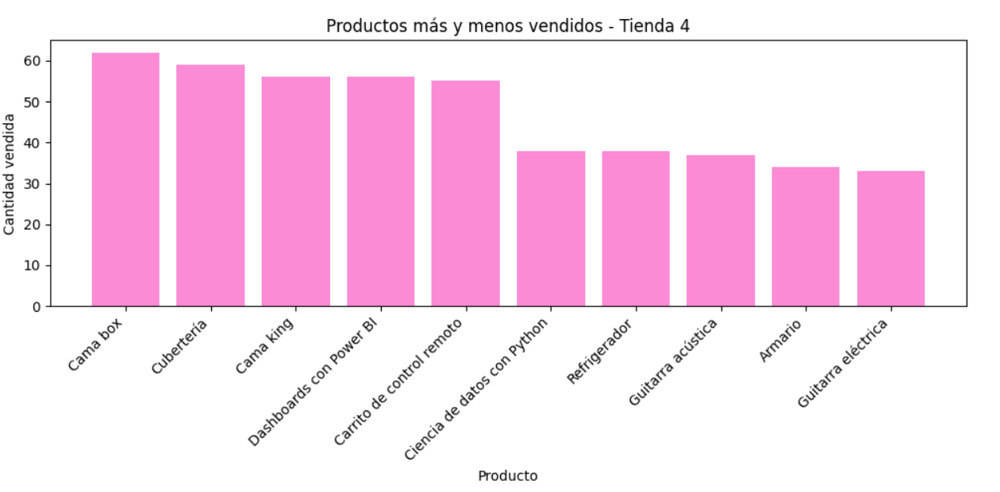 Productos más y menos vendidos - Tienda 4
Cantidad vendida
60
50
40
30
20
10
0
Cama box
Cubertería
Cama king
Dashboards con Power BI
Carrito de control remoto
Ciencia de datos con Python
Refrigerador
Guitarra acústica
Armario
Guitarra eléctrica
Producto